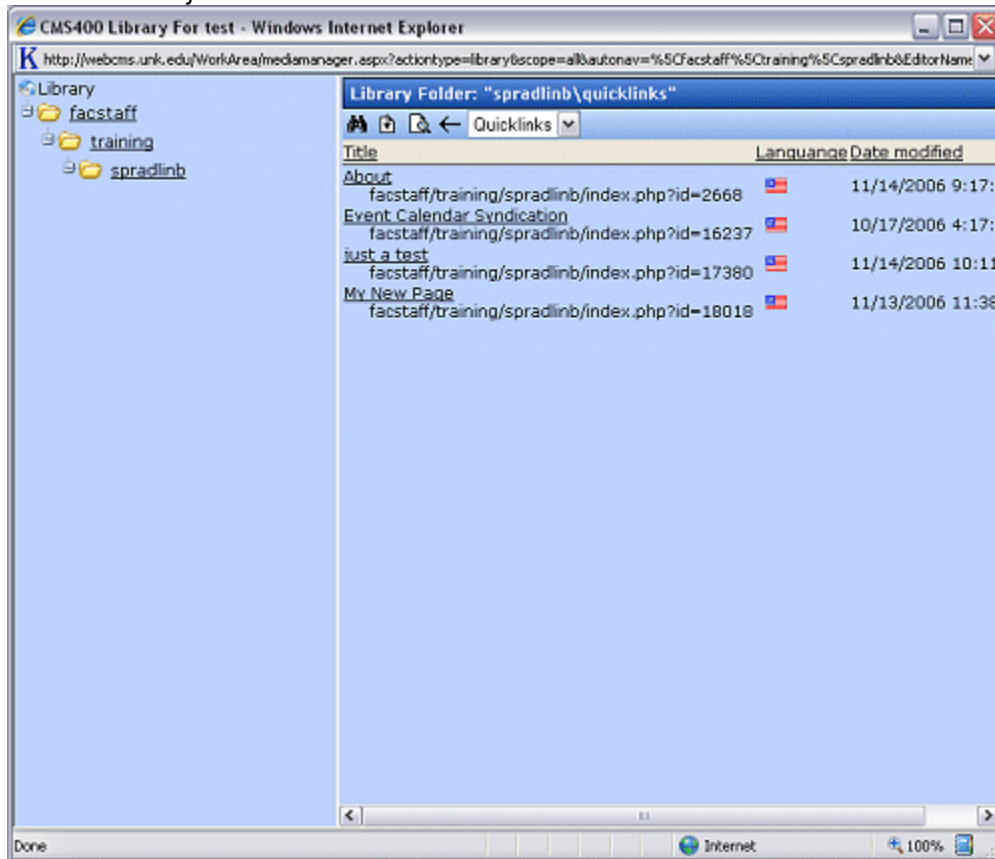 CMS400 Library For test - Windows Internet Explorer
http://webcms.unk.edu/WorkArea/mediamanager.aspx?actiontype=library&scope=all&autonav=%5Cfacstaff%5Ctraining%5Cspradlinb&EditorName
Library
facstaff
training
spradlinb
Library Folder: "spradlinb\quicklinks"
Quicklinks
Title Languange Date modified
About
facstaff/training/spradlinb/index.php?id=2668 11/14/2006 9:17:
Event Calendar Syndication
facstaff/training/spradlinb/index.php?id=16237 10/17/2006 4:17:
just a test
facstaff/training/spradlinb/index.php?id=17380 11/14/2006 10:11
My New Page
facstaff/training/spradlinb/index.php?id=18018 11/13/2006 11:38
Done Internet 100%